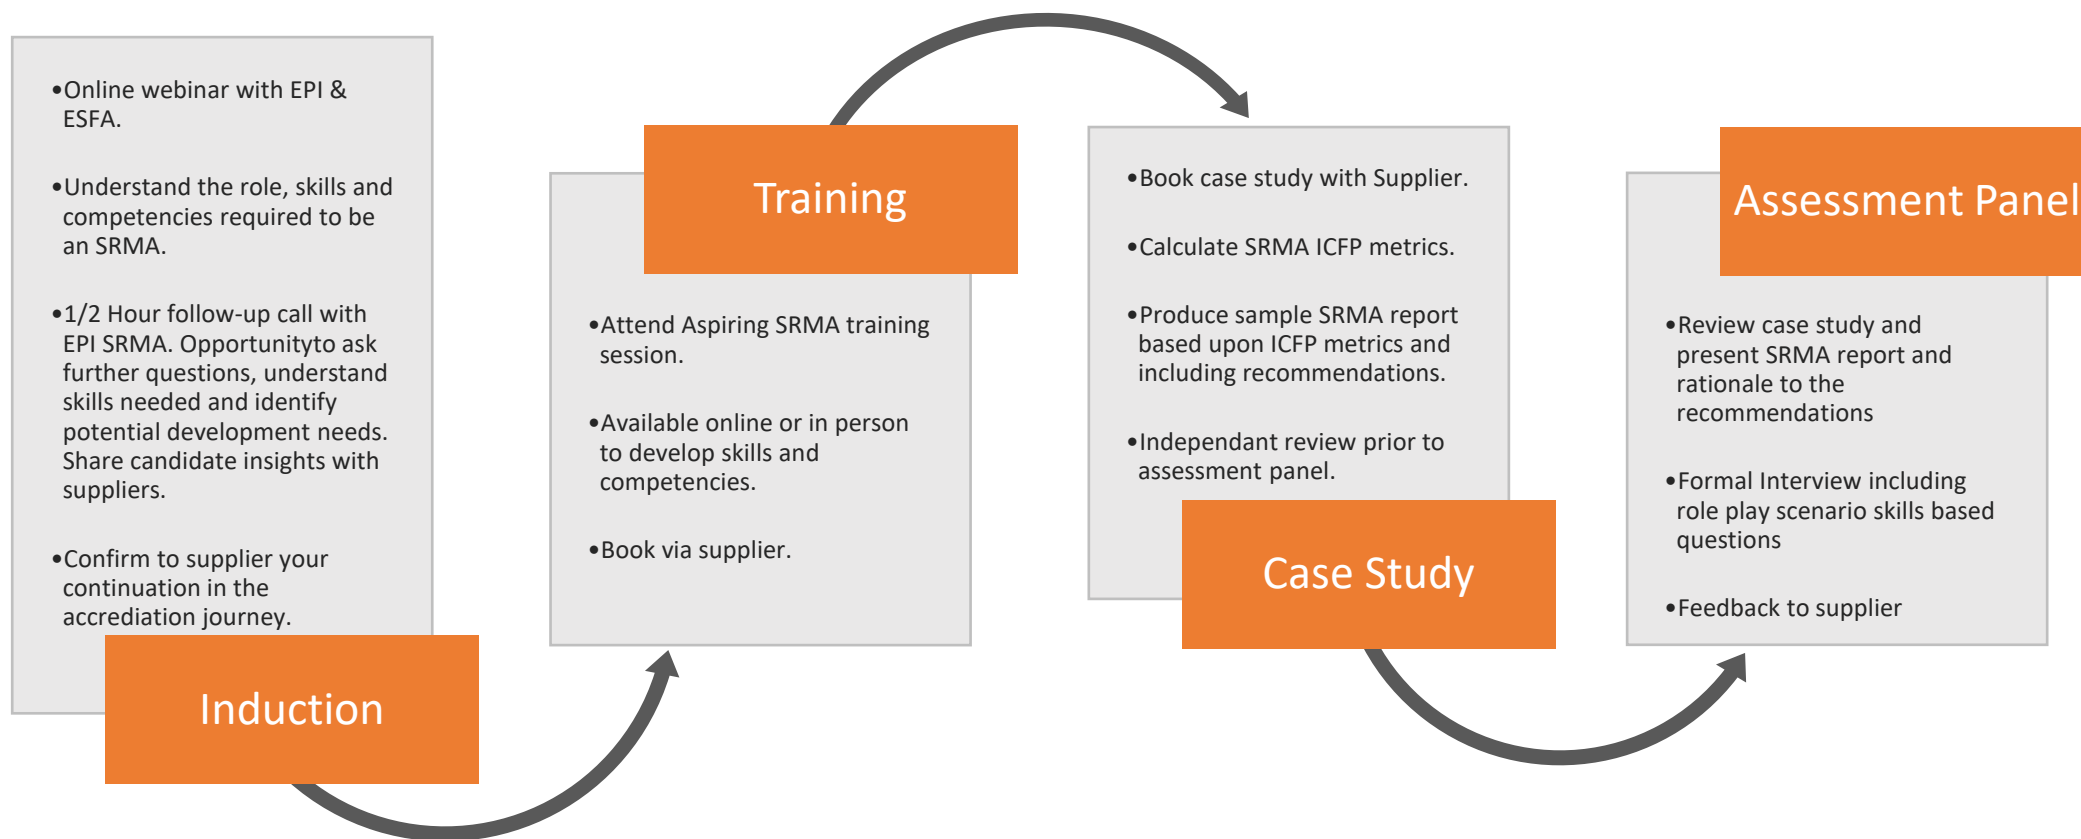 •Online webinar with EPI &
ESFA.
•Understand the role, skills and
competencies required to be
an SRMA.
•1/2 Hour follow-up call with
EPI SRMA. Opportunityto ask
further questions, understand
skills needed and identify
potential development needs.
Share candidate insights with
suppliers.
•Confirm to supplier your
continuation in the
accrediation journey.
Induction
Training
•Attend Aspiring SRMA training
session.
•Available online or in person
to develop skills and
competencies.
•Book via supplier.
•Book case study with Supplier.
•Calculate SRMA ICFP metrics.
•Produce sample SRMA report
based upon ICFP metrics and
including recommendations.
•Independant review prior to
assessment panel.
Case Study
Assessment Panel
•Review case study and
present SRMA report and
rationale to the
recommendations
•Formal Interview including
role play scenario skills based
questions
•Feedback to supplier